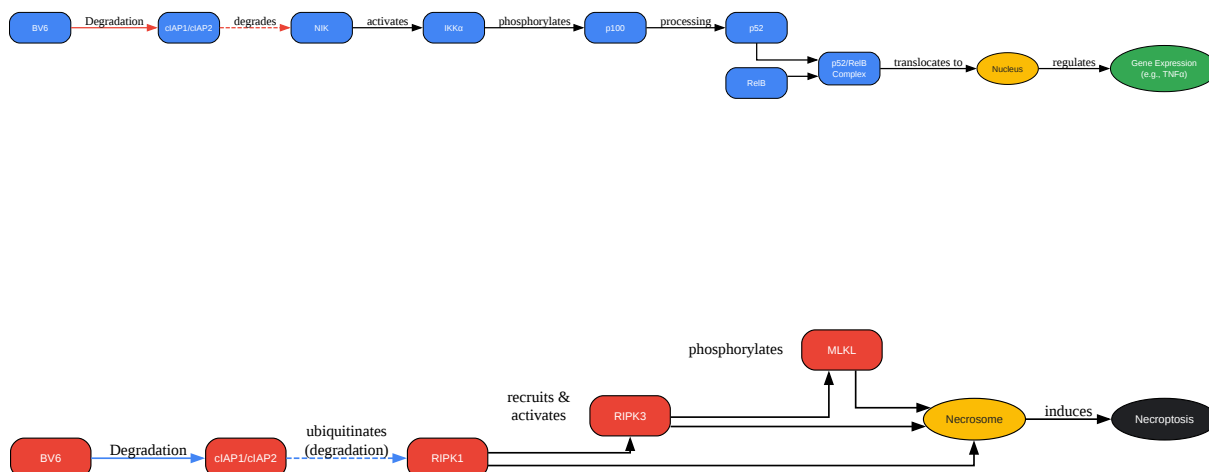 BV6
Degradation
cIAP1/cIAP2
degrades
NIK
activates
IKKα
phosphorylates
p100
processing
p52
RelB
p52/RelB
Complex
translocates to
Nucleus
regulates
Gene Expression
(e.g., TNFα)
BV6
Degradation
cIAP1/cIAP2
ubiquitinates
(degradation)
RIPK1
recruits &
activates
RIPK3
phosphorylates
MLKL
Necrosome
induces
Necroptosis